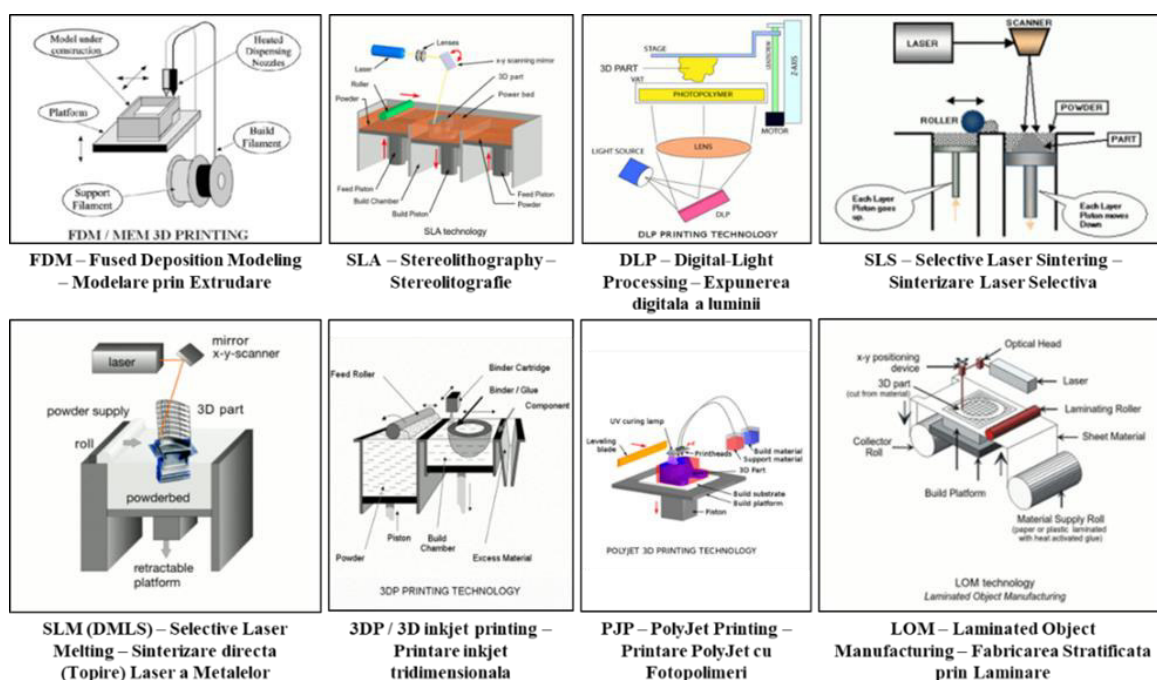 Model under
construction
Heated
Dispensing
Nozzles
Platform
Build
Filament
Support
Filament
FDM / MEM 3D PRINTING
FDM – Fused Deposition Modeling
– Modelare prin Extrudare
Lenses
Laser
x-y scanning mirror
Roller
3D part
Powder
Power bed
Feed Piston
Feed Piston
Build Chamber
Powder
Build Piston
SLA technology
SLA – Stereolithography –
Stereolitografie
STAGE
3D PART
VAT
PHOTOPOLYMER
LEADSCREW
Z-AXIS
MOTOR
LIGHT SOURCE
LENS
DLP
DLP PRINTING TECHNOLOGY
DLP – Digital-Light
Processing – Expunerea
digitala a luminii
SCANNER
LASER
ROLLER
POWDER
PART
Each Layer
Piston goes
up.
Each Layer
Piston moves
Down
SLS – Selective Laser Sintering –
Sinterizare Laser Selectiva
mirror
x-y-scanner
laser
powder supply
3D part
roll
powderbed
retractable
platform
SLM (DMLS) – Selective Laser
Melting – Sinterizare directa
(Topire) Laser a Metalelor
Feed Roller
Binder Cartridge
Binder / Glue
Component
Piston
Build
Chamber
Powder
Excess Material
3DP PRINTING TECHNOLOGY
3DP / 3D inkjet printing –
Printare inkjet
tridimensionala
UV curing lamp
Leveling
blade
Printheads
Build material
Support material
3D Part
Build substrate
Build platform
Piston
POLYJET 3D PRINTING TECHNOLOGY
PJP – PolyJet Printing –
Printare PolyJet cu
Fotopolimeri
x-y positioning
device
Optical Head
3D part
(cut from material)
Laser
Laminating Roller
Collector
Roll
Sheet Material
Build Platform
Material Supply Roll
(paper or plastic laminated
with heat activated glue)
LOM technology
Laminated Object Manufacturing
LOM – Laminated Object
Manufacturing – Fabricarea Stratificata
prin Laminare